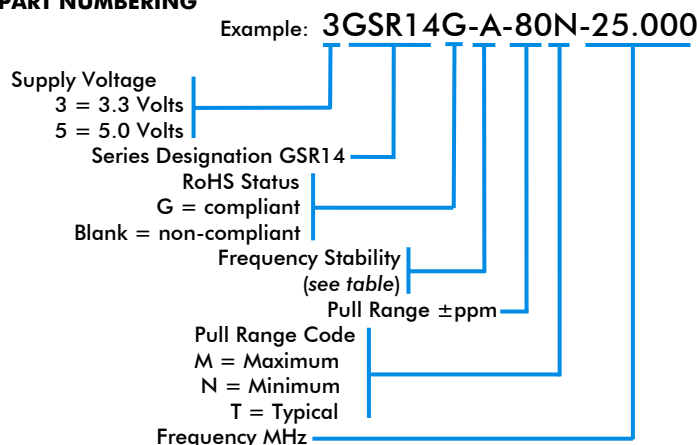 PART NUMBERING
Example: 3GSR14G-A-80N-25.000
Supply Voltage
3 = 3.3 Volts
5 = 5.0 Volts
Series Designation GSR14
RoHS Status
G = compliant
Blank = non-compliant
Frequency Stability
(see table)
Pull Range ±ppm
Pull Range Code
M = Maximum
N = Minimum
T = Typical
Frequency MHz